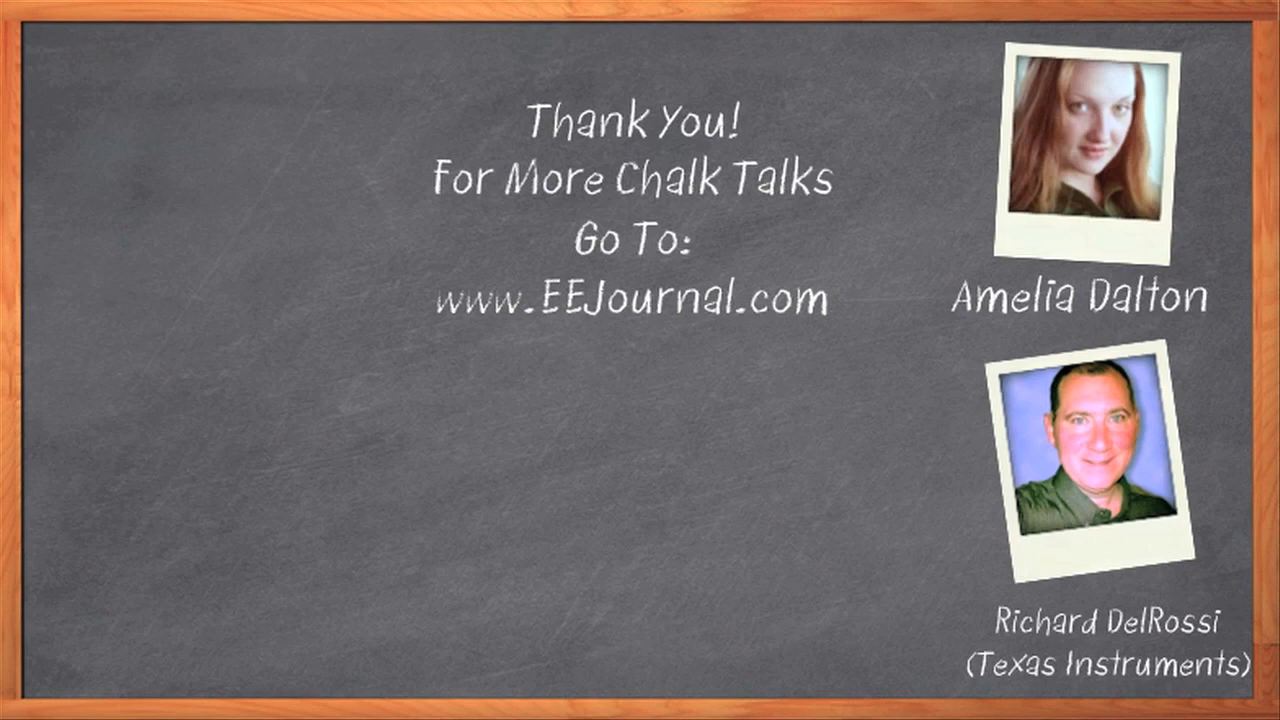 Thank You!
For More Chalk Talks
Go To:
www.EEJournal.com
Amelia Dalton
Richard DelRossi
(Texas Instruments)